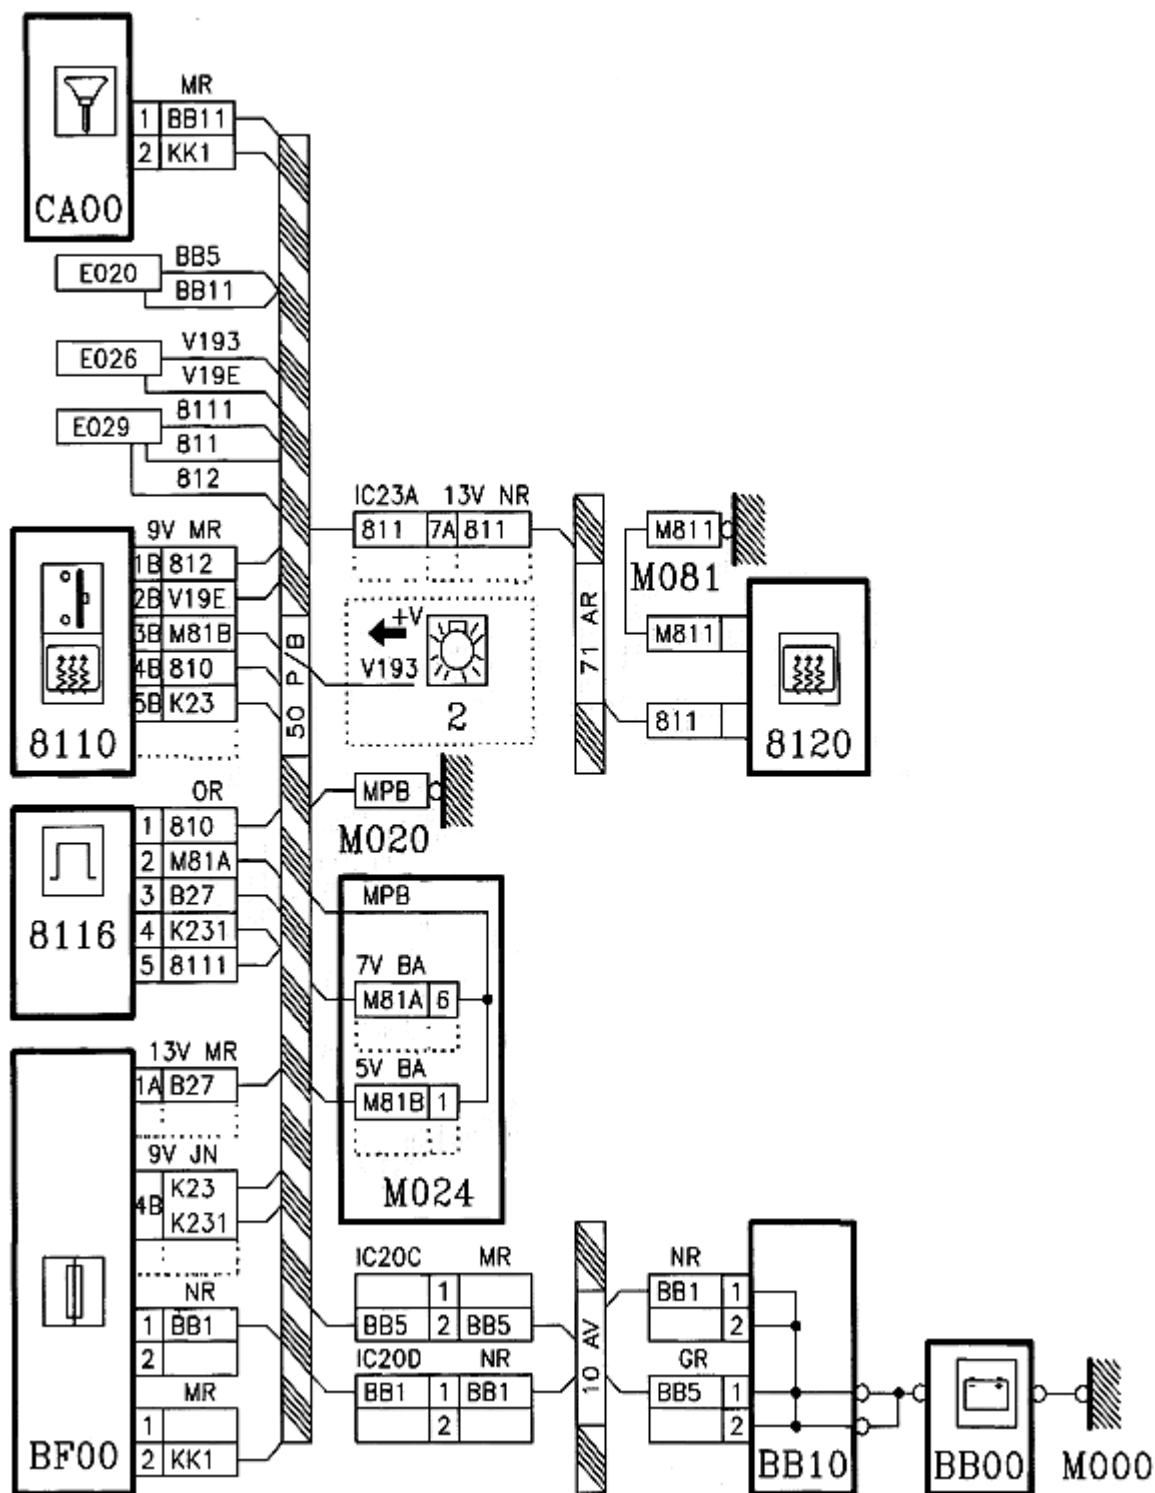 MR
1 BB11
2 KK1
CA00
E020 BB5
BB11
E026 V193
V19E
E029 8111
811
812
9V MR
1B 812
2B V19E
3B M81B
4B 810
5B K23
8110
50 P B
IC23A 13V NR
811 7A 811
+V
V193
2
71 AR
M811
M081
M811
811
8120
OR
1 810
2 M81A
3 B27
4 K231
5 8111
8116
MPB
M020
MPB
7V BA
M81A 6
5V BA
M81B 1
M024
13V MR
1A B27
9V JN
4B K23
K231
NR
1 BB1
2
MR
1
2 KK1
BF00
IC20C MR
1
BB5 2 BB5
IC20D NR
BB1 1 BB1
2
10 AV
NR
BB1 1
2
GR
BB5 1
2
BB10
BB00
M000